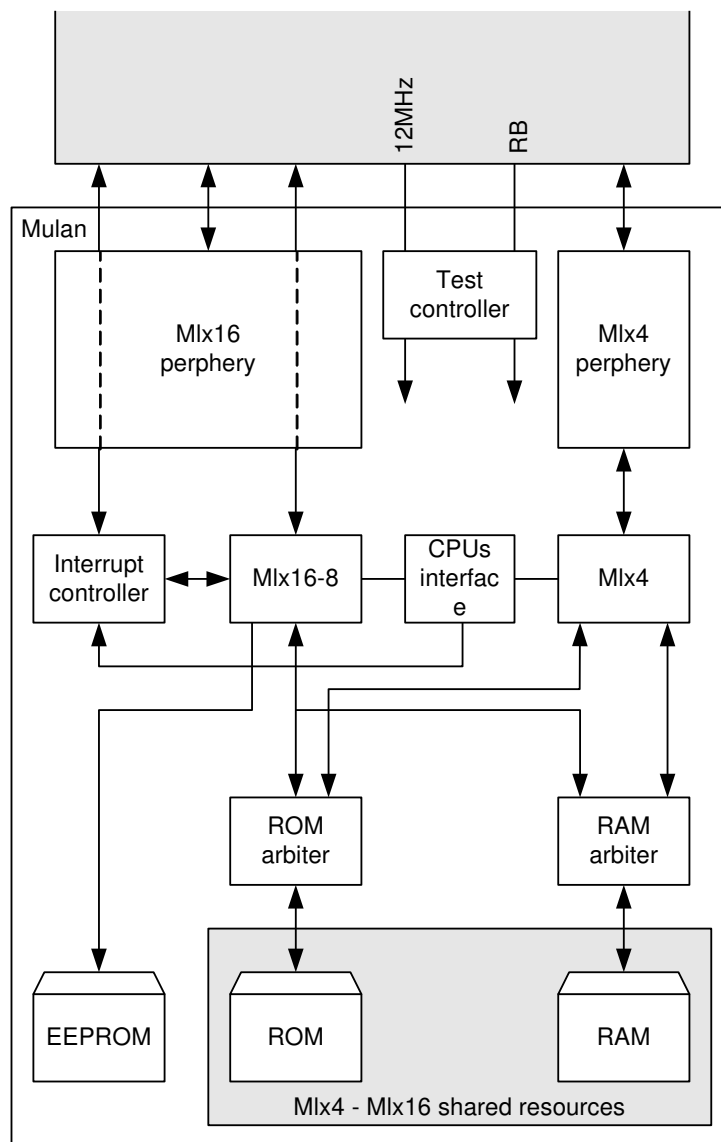 12MHz
RB
Mulan
Mlx16
perphery
Test
controller
Mlx4
perphery
Interrupt
controller
Mlx16-8
CPUs
interfac
e
Mlx4
ROM
arbiter
RAM
arbiter
EEPROM
ROM
RAM
Mlx4 - Mlx16 shared resources